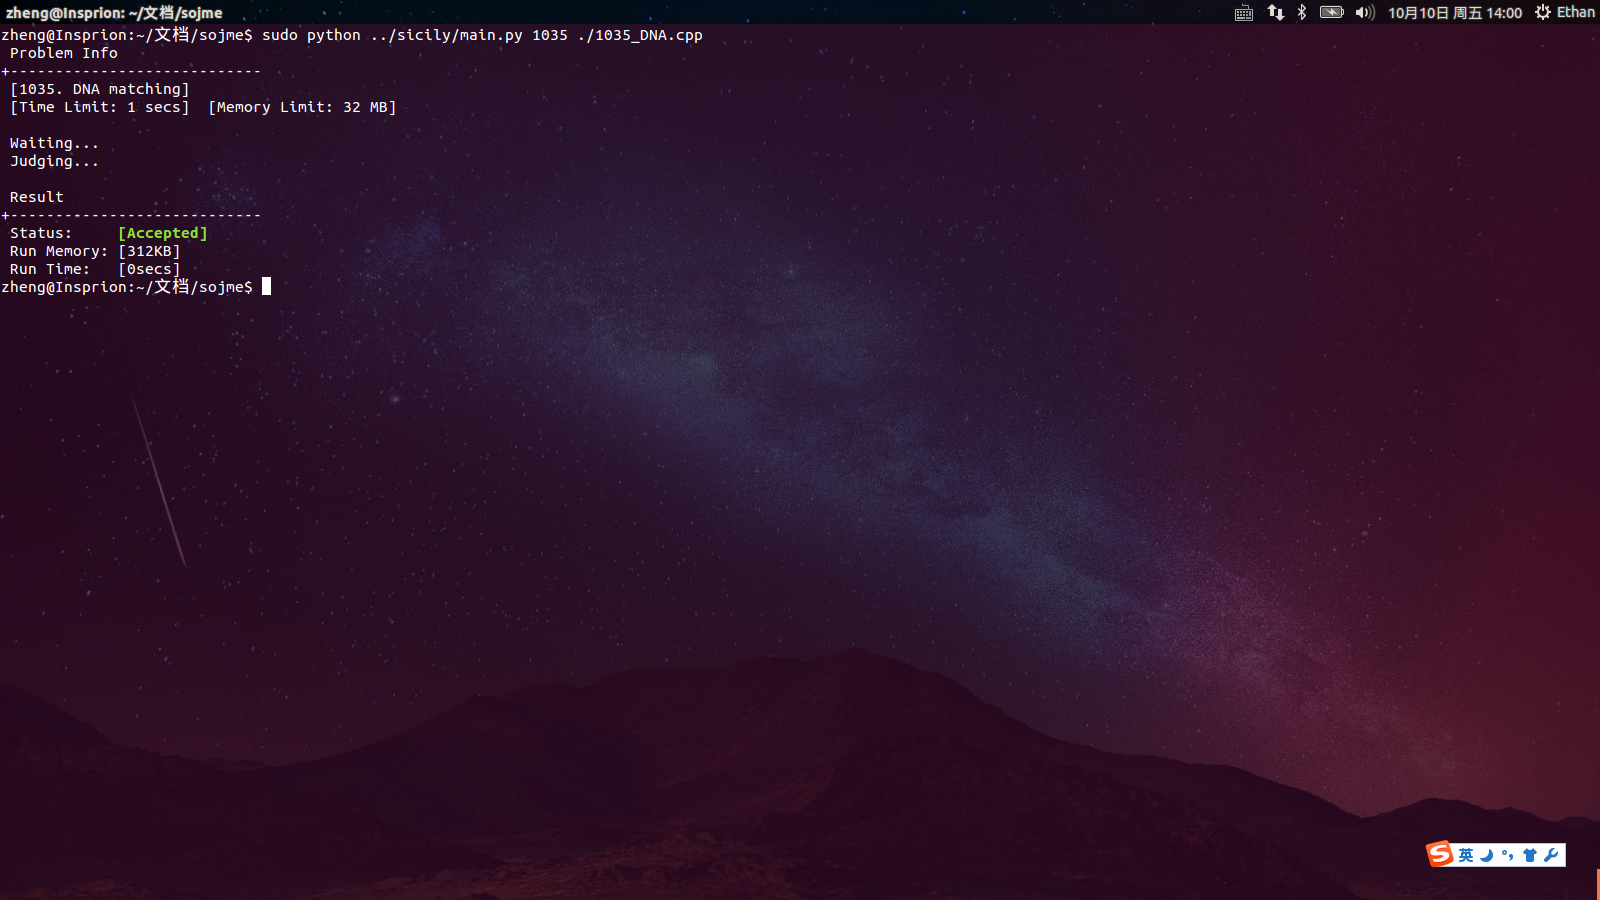 zheng@Insprion: ~/文档/sojme
10月10日 周五 14:00 Ethan
zheng@Insprion:~/文档/sojme$ sudo python ../sicily/main.py 1035 ./1035_DNA.cpp
Problem Info
+----------------------------
[1035. DNA matching]
[Time Limit: 1 secs]  [Memory Limit: 32 MB]
Waiting...
Judging...
Result
+----------------------------
Status:     [Accepted]
Run Memory: [312KB]
Run Time:   [0secs]
zheng@Insprion:~/文档/sojme$
S 英